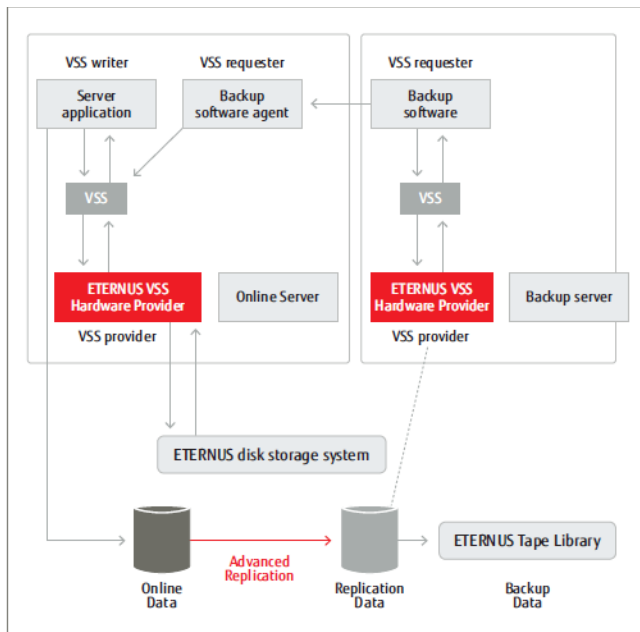 VSS writer
VSS requester
VSS requester
Server
application
Backup
software agent
Backup
software
VSS
VSS
ETERNUS VSS
Hardware Provider
Online Server
ETERNUS VSS
Hardware Provider
Backup server
VSS provider
VSS provider
ETERNUS disk storage system
Advanced
Replication
ETERNUS Tape Library
Online
Data
Replication
Data
Backup
Data